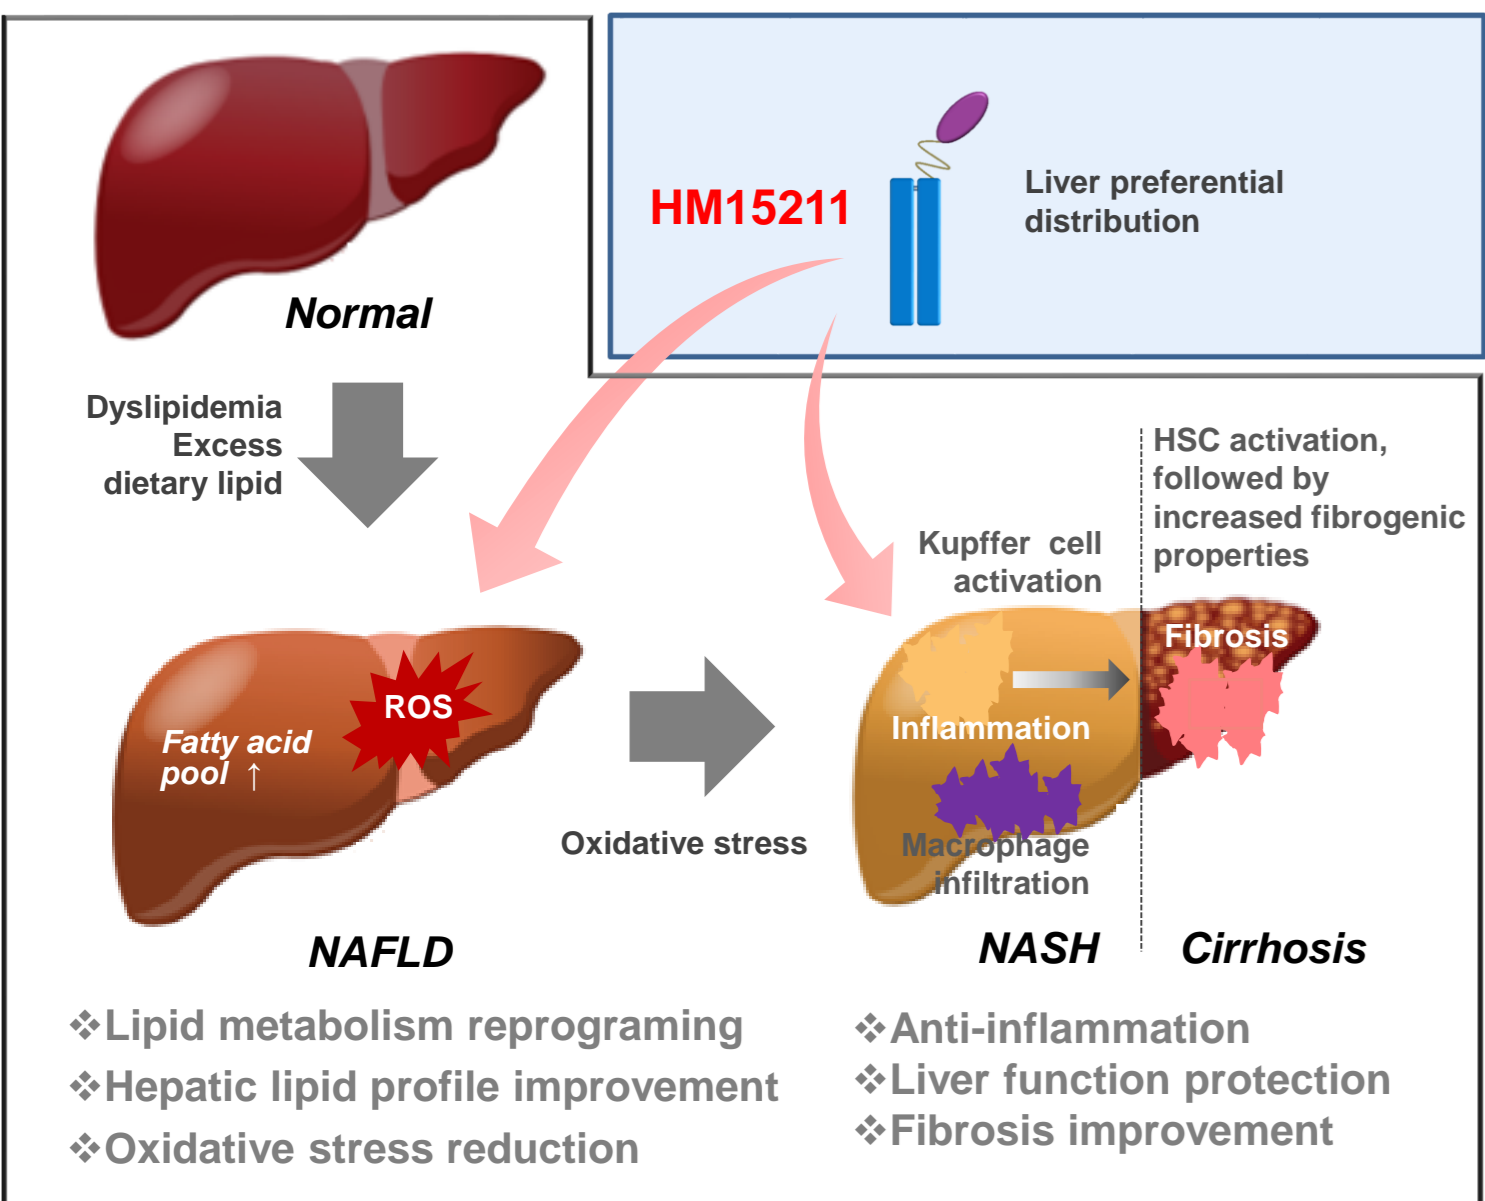 HM15211
Liver preferential
distribution
Normal
Dyslipidemia
Excess
dietary lipid
HSC activation,
followed by
increased fibrogenic
properties
Kupffer cell
activation
Fibrosis
ROS
Fatty acid
pool ↑
Inflammation
Oxidative stress
Macrophage
infiltration
NAFLD
NASH
Cirrhosis
❖Lipid metabolism reprograming
❖Hepatic lipid profile improvement
❖Oxidative stress reduction
❖Anti-inflammation
❖Liver function protection
❖Fibrosis improvement